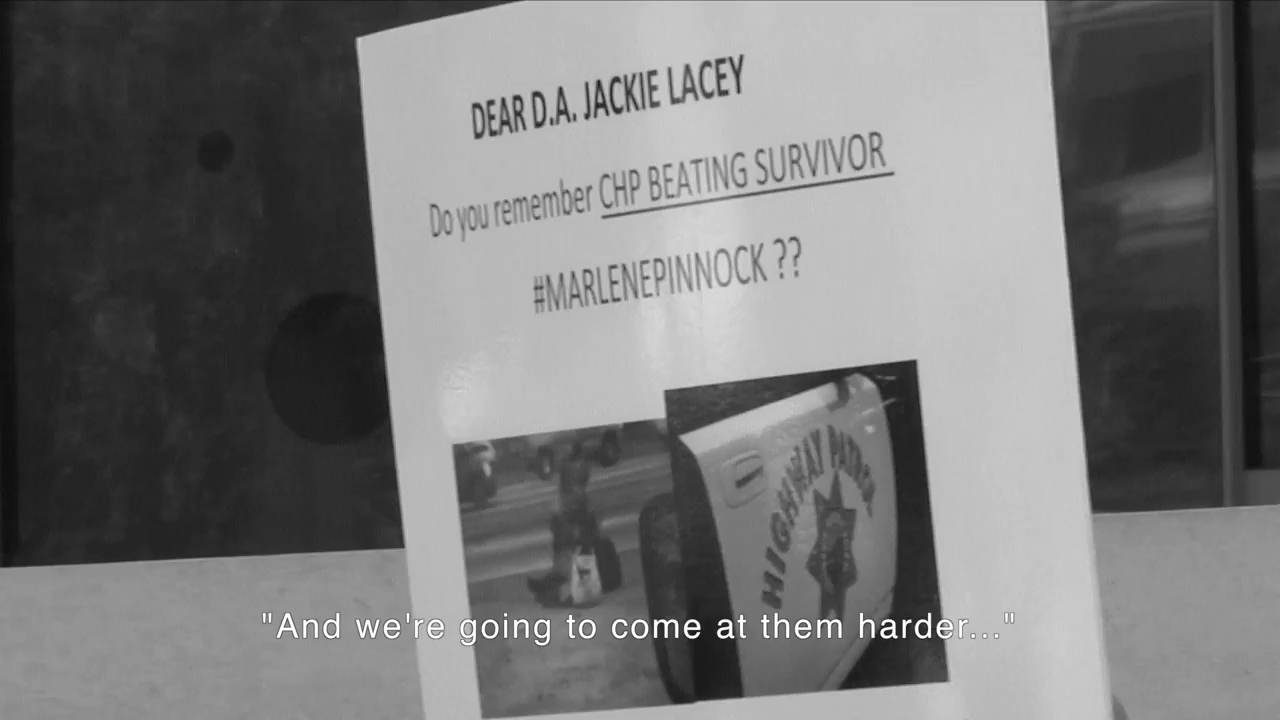 DEAR D.A. JACKIE LACEY
Do you remember CHP BEATING SURVIVOR
#MARLENEPINNOCK ??
HIGHWAY PATROL
"And we're going to come at them harder..."